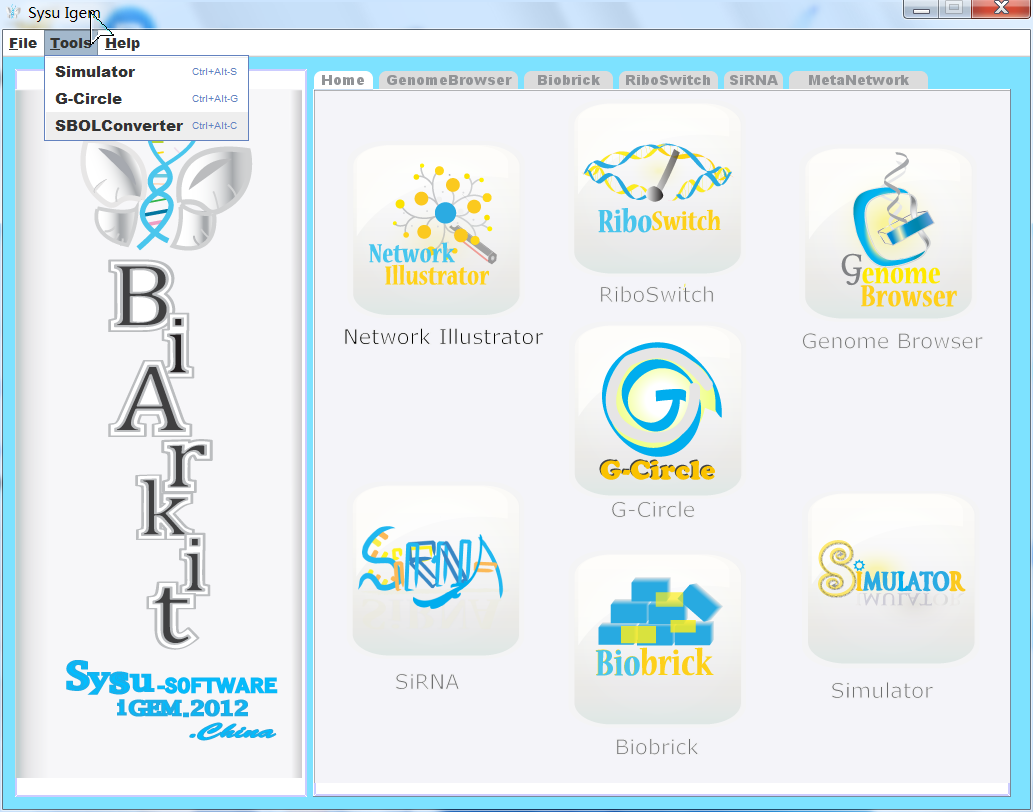 Sysu Igem
File Tools Help
Simulator Ctrl+Alt-S
G-Circle Ctrl+Alt-G
SBOLConverter Ctrl+Alt-C
BiArkit
Sysu-SOFTWARE
IGEM.2012
.China
Home GenomeBrowser Biobrick RiboSwitch SiRNA MetaNetwork
Network
Illustrator
Network Illustrator
RiboSwitch
RiboSwitch
Genome
Browser
Genome Browser
G-Circle
G-Circle
SiRNA
SiRNA
Biobrick
Biobrick
SIMULATOR
Simulator